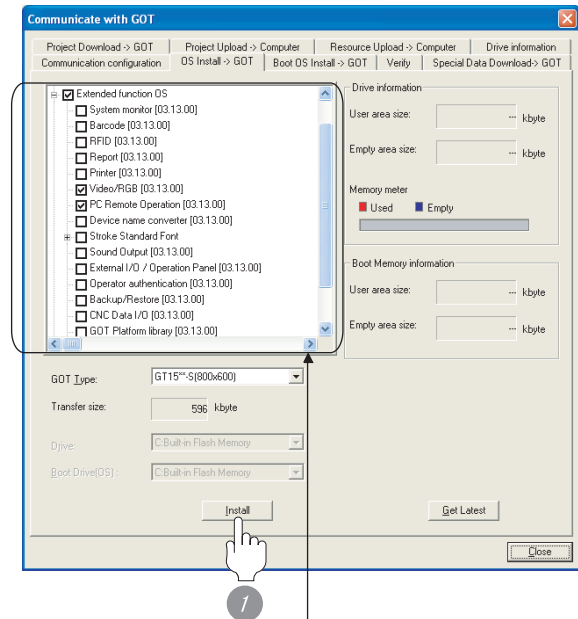 Communicate with GOT
Project Download -> GOT Project Upload -> Computer Resource Upload -> Computer Drive information
Communication configuration OS Install -> GOT Boot OS Install -> GOT Verify Special Data Download-> GOT
Extended function OS
System monitor [03.13.00]
Barcode [03.13.00]
RFID [03.13.00]
Report [03.13.00]
Printer [03.13.00]
Video/RGB [03.13.00]
PC Remote Operation [03.13.00]
Device name converter [03.13.00]
Stroke Standard Font
Sound Output [03.13.00]
External I/O / Operation Panel [03.13.00]
Operator authentication [03.13.00]
Backup/Restore [03.13.00]
CNC Data I/O [03.13.00]
GOT Platform library [03.13.00]
Drive information
User area size: --- kbyte
Empty area size: --- kbyte
Memory meter
Used Empty
Boot Memory information
User area size: --- kbyte
Empty area size: --- kbyte
GOT Type: GT15**-S(800x600)
Transfer size: 596 kbyte
Drive: C:Built-in Flash Memory
Boot Drive(OS) : C:Built-in Flash Memory
Install Get Latest
Close
1